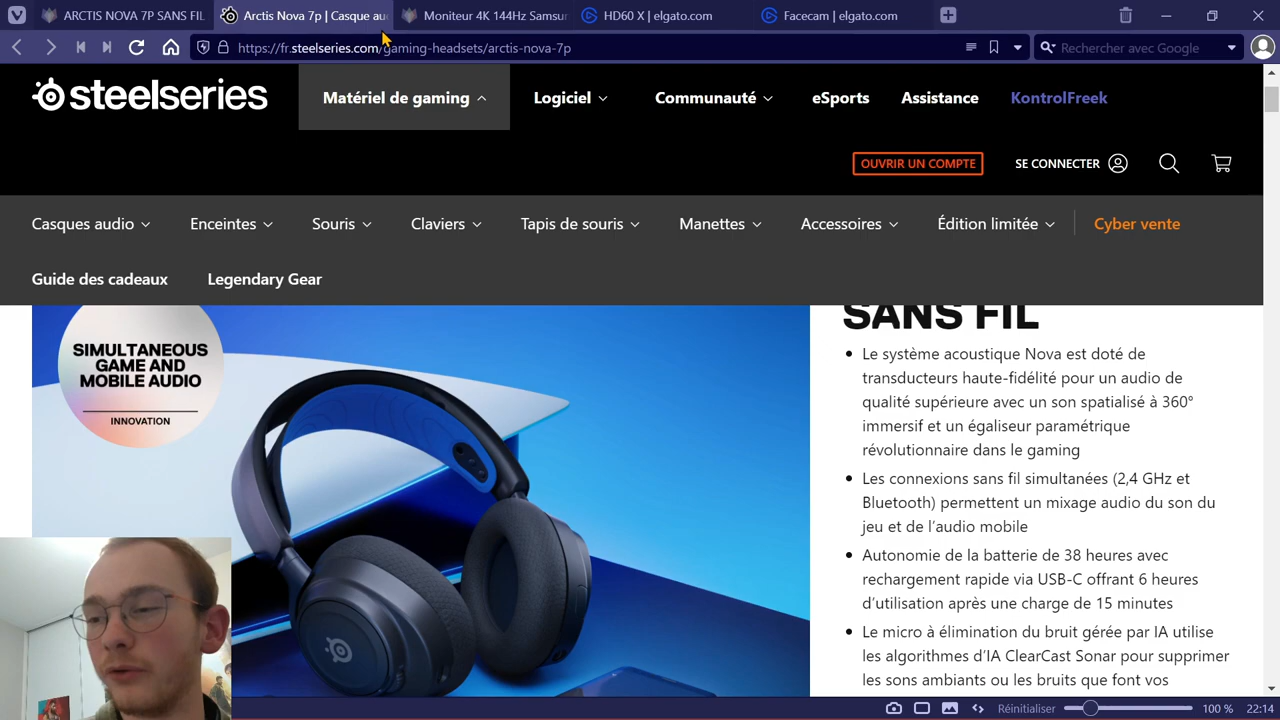 ARCTIS NOVA 7P SANS FIL
Arctis Nova 7p | Casque au
Moniteur 4K 144Hz Samsu
HD60 X | elgato.com
Facecam | elgato.com
https://fr.steelseries.com/gaming-headsets/arctis-nova-7p
Rechercher avec Google
steelseries
Matériel de gaming
Logiciel
Communauté
eSports
Assistance
KontrolFreek
OUVRIR UN COMPTE
SE CONNECTER
Casques audio
Enceintes
Souris
Claviers
Tapis de souris
Manettes
Accessoires
Édition limitée
Cyber vente
Guide des cadeaux
Legendary Gear
SIMULTANEOUS
GAME AND
MOBILE AUDIO
INNOVATION
SANS FIL
Le système acoustique Nova est doté de
transducteurs haute-fidélité pour un audio de
qualité supérieure avec un son spatialisé à 360°
immersif et un égaliseur paramétrique
révolutionnaire dans le gaming
Les connexions sans fil simultanées (2,4 GHz et
Bluetooth) permettent un mixage audio du son du
jeu et de l'audio mobile
Autonomie de la batterie de 38 heures avec
rechargement rapide via USB-C offrant 6 heures
d'utilisation après une charge de 15 minutes
Le micro à élimination du bruit gérée par IA utilise
les algorithmes d'IA ClearCast Sonar pour supprimer
les sons ambiants ou les bruits que font vos
Réinitialiser
100 %
22:14